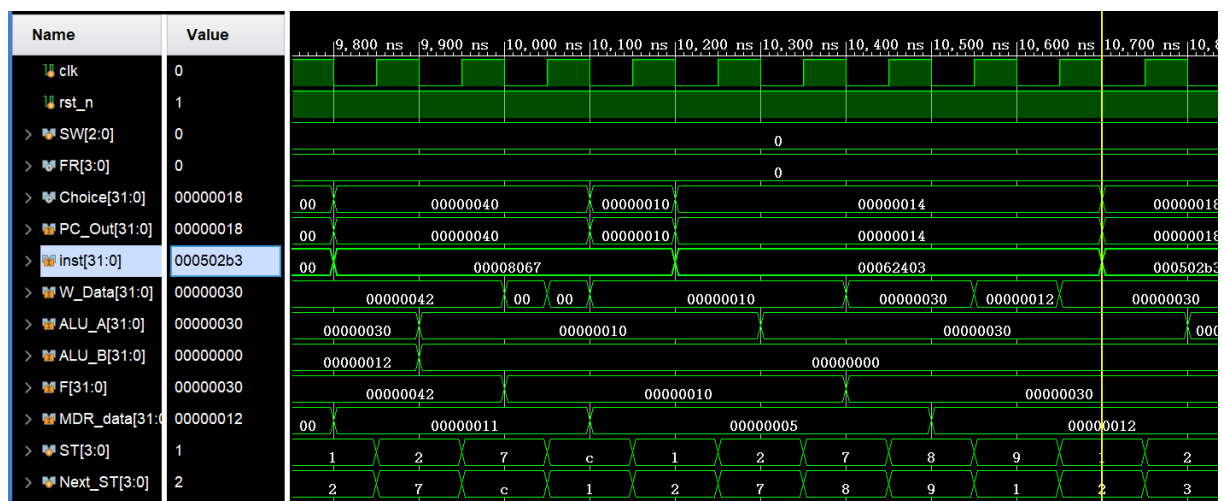 Name Value
9,800 ns 9,900 ns 10,000 ns 10,100 ns 10,200 ns 10,300 ns 10,400 ns 10,500 ns 10,600 ns 10,700 ns 10,8
clk 0
rst_n 1
SW[2:0] 0 0
FR[3:0] 0 0
Choice[31:0] 00000018 00 00000040 00000010 00000014 00000018
PC_Out[31:0] 00000018 00 00000040 00000010 00000014 00000018
inst[31:0] 000502b3 00 00008067 00062403 000502b3
W_Data[31:0] 00000030 00000042 00 00 00000010 00000030 00000012 00000030
ALU_A[31:0] 00000030 00000030 00000010 00000030 000
ALU_B[31:0] 00000000 00000012 00000000
F[31:0] 00000030 00000042 00000010 00000030
MDR_data[31:0 00000012 00 00000011 00000005 00000012
ST[3:0] 1 1 2 7 c 1 2 7 8 9 1 2
Next_ST[3:0] 2 2 7 c 1 2 7 8 9 1 2 3